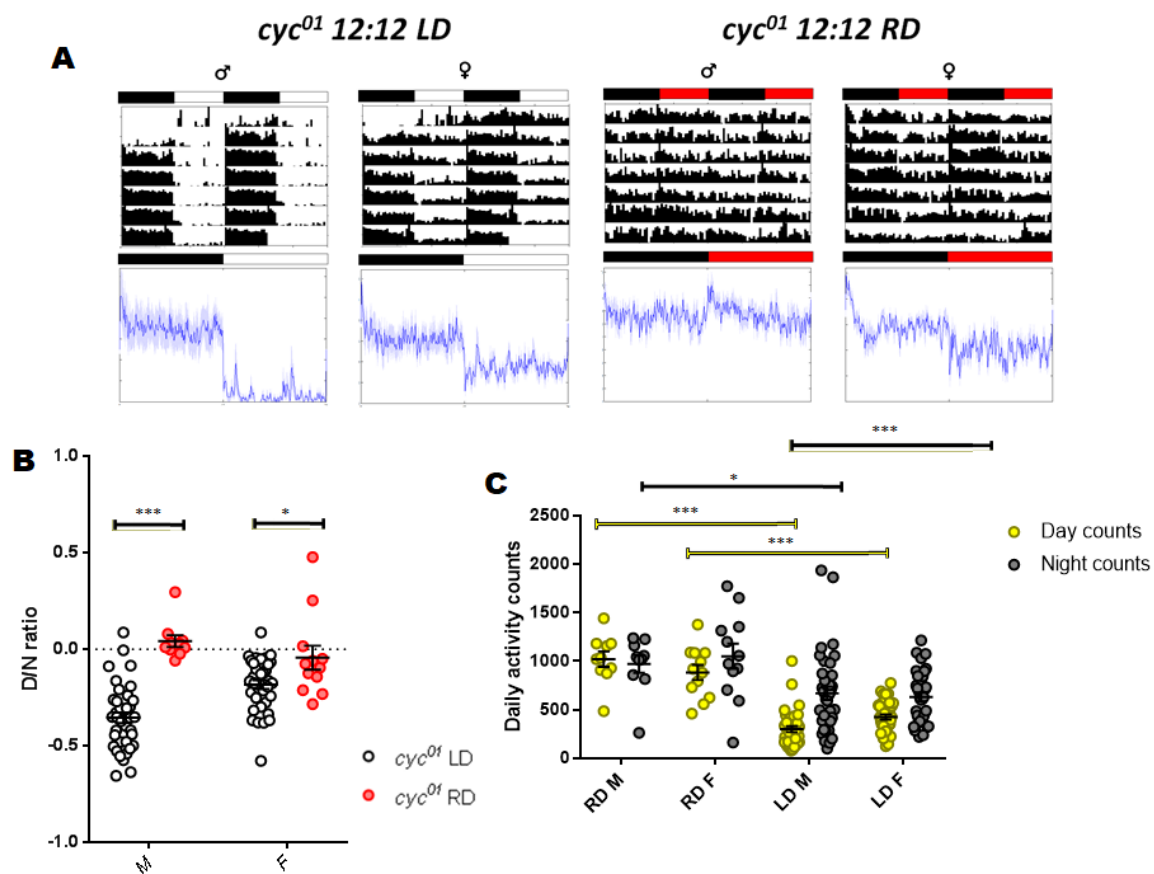 cyc01 12:12 LD
cyc01 12:12 RD
A
♂
♀
♂
♀
B
1.0
0.5
0.0
-0.5
-1.0
D/N ratio
***
*
M
F
cyc01 LD
cyc01 RD
C
***
*
***
***
2500
2000
1500
1000
500
0
Daily activity counts
RD M
RD F
LD M
LD F
Day counts
Night counts